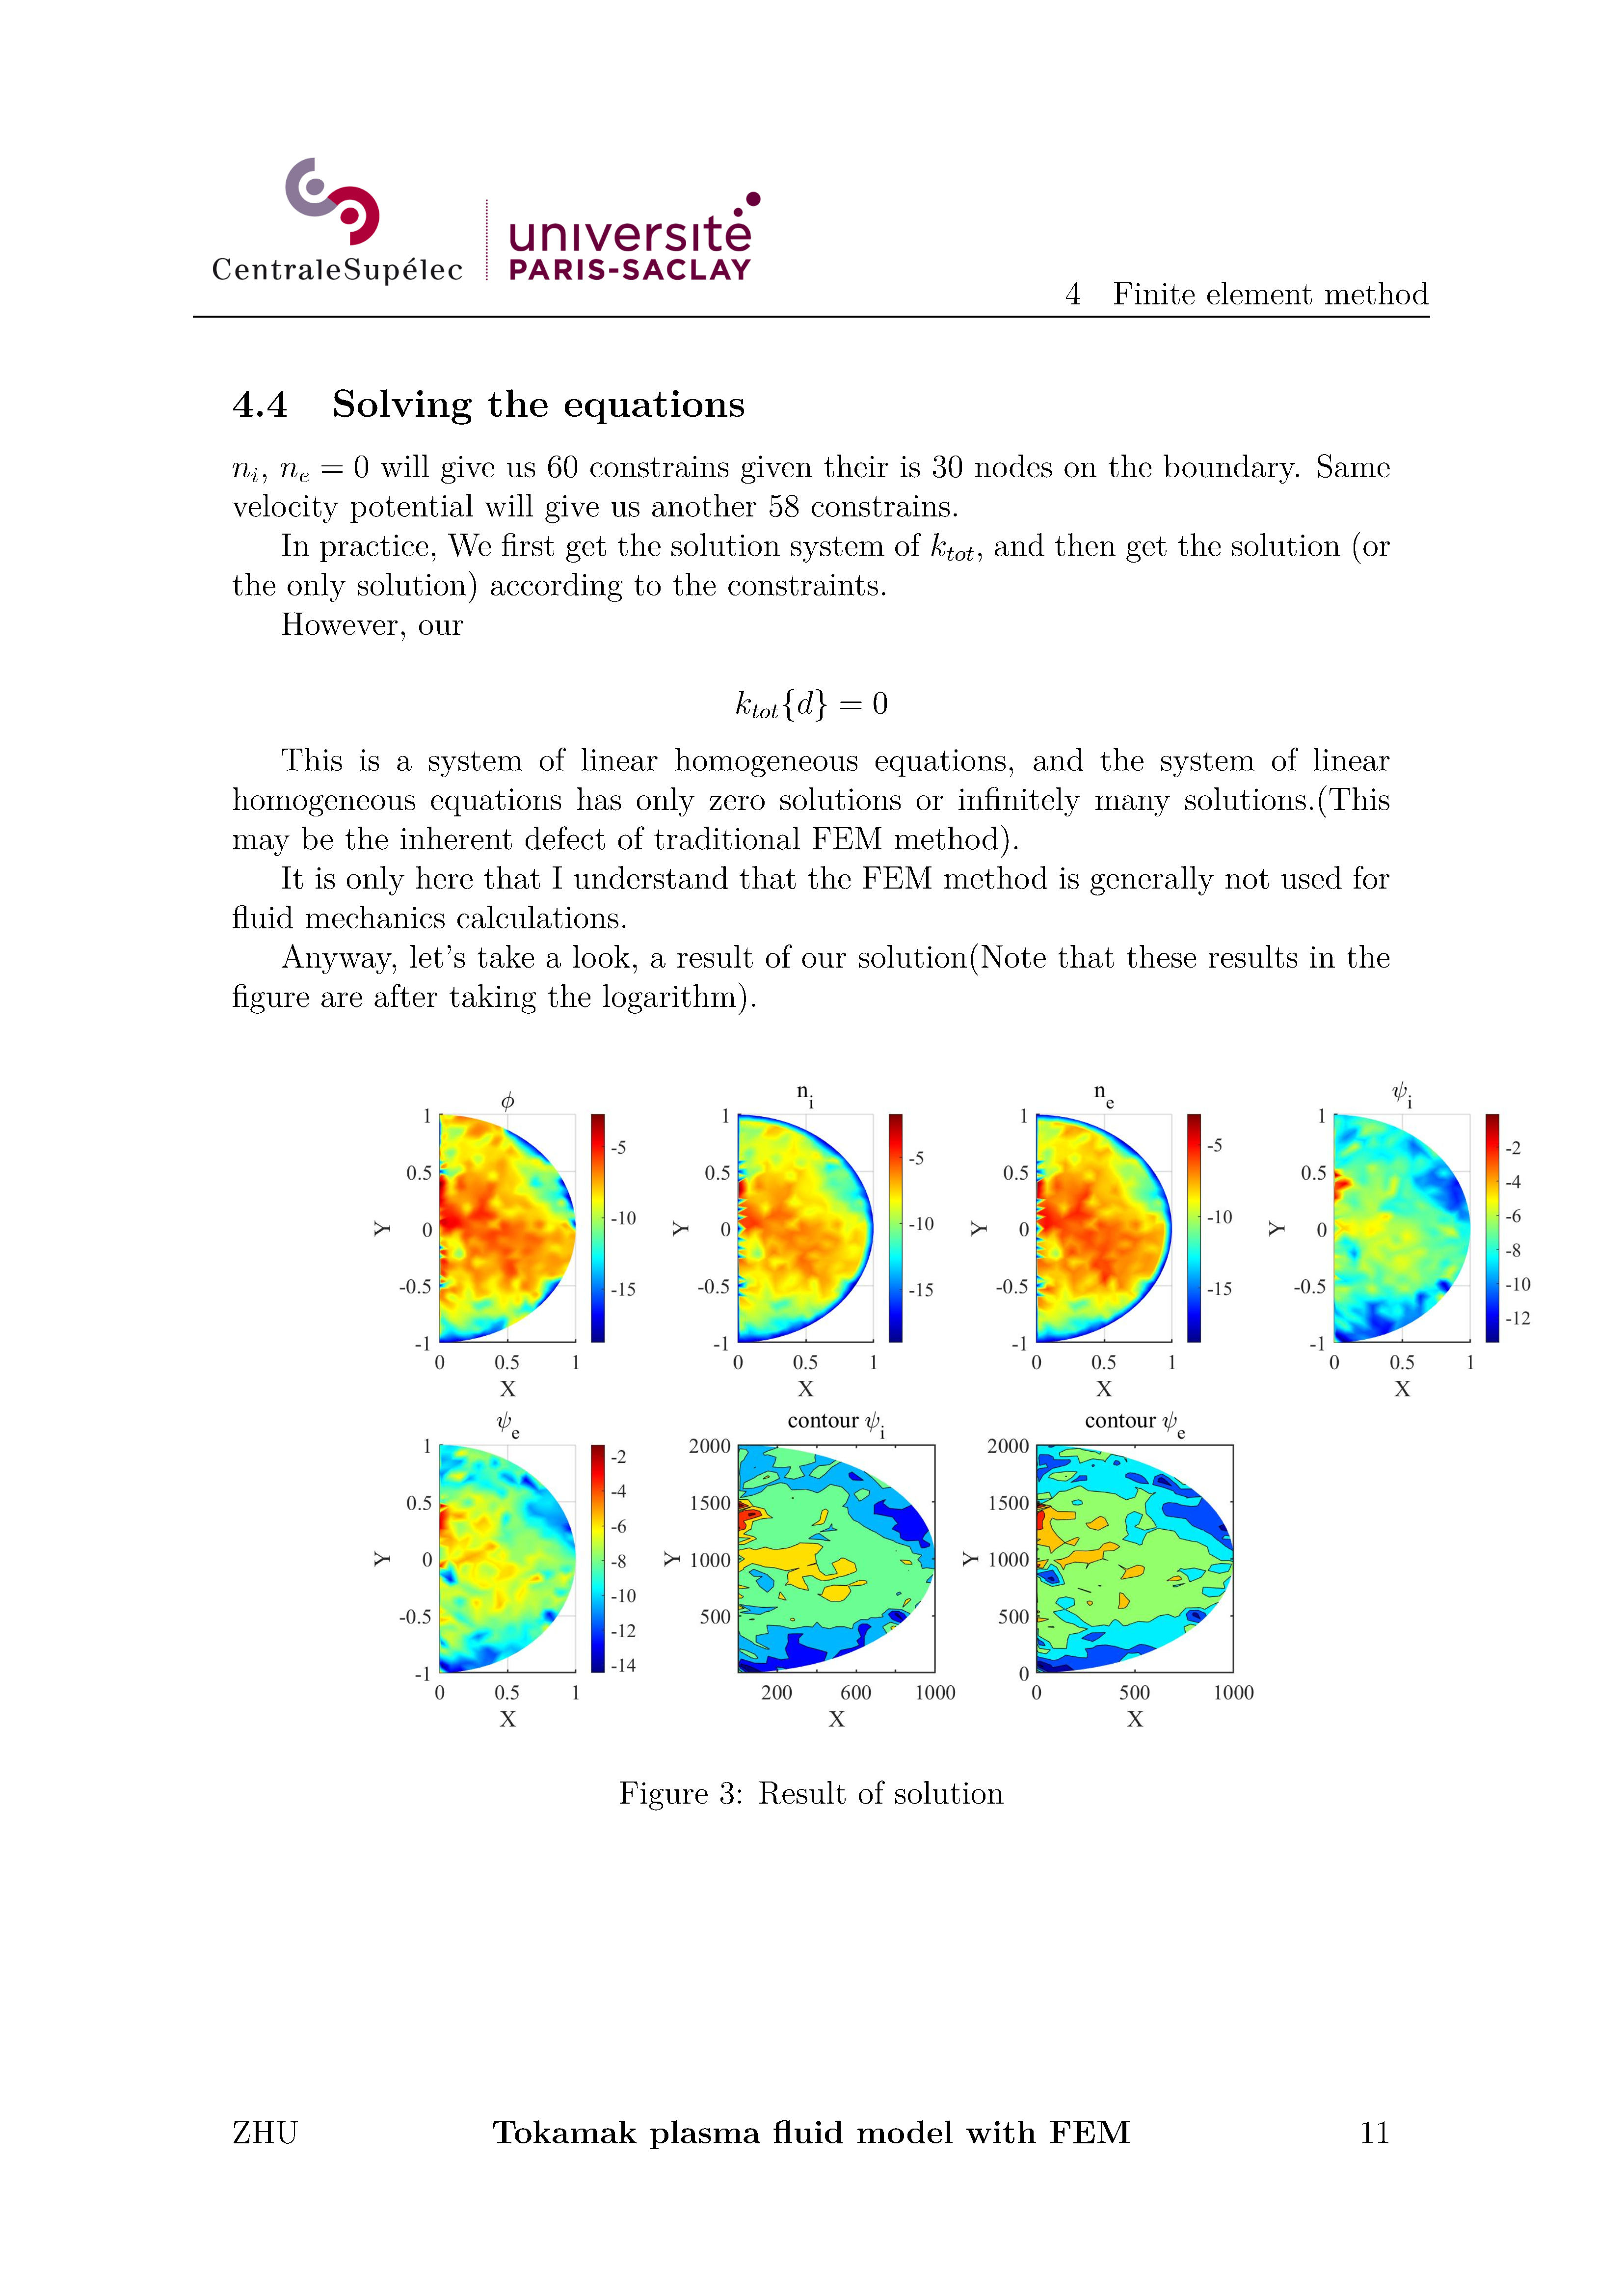 CentraleSupélec
université
PARIS-SACLAY
4 Finite element method
4.4 Solving the equations
n_i, n_e = 0 will give us 60 constrains given their is 30 nodes on the boundary. Same
velocity potential will give us another 58 constrains.
In practice, We first get the solution system of k_tot, and then get the solution (or
the only solution) according to the constraints.
However, our
k_tot{d} = 0
This is a system of linear homogeneous equations, and the system of linear
homogeneous equations has only zero solutions or infinitely many solutions.(This
may be the inherent defect of traditional FEM method).
It is only here that I understand that the FEM method is generally not used for
fluid mechanics calculations.
Anyway, let's take a look, a result of our solution(Note that these results in the
figure are after taking the logarithm).
ϕ
1
0.5
0
-0.5
-1
Y
0 0.5 1
X
-5
-10
-15
n_i
1
0.5
0
-0.5
-1
Y
0 0.5 1
X
-5
-10
-15
n_e
1
0.5
0
-0.5
-1
Y
0 0.5 1
X
-5
-10
-15
ψ_i
1
0.5
0
-0.5
-1
Y
0 0.5 1
X
-2
-4
-6
-8
-10
-12
ψ_e
1
0.5
0
-0.5
-1
Y
0 0.5 1
X
-2
-4
-6
-8
-10
-12
-14
contour ψ_i
2000
1500
1000
500
Y
200 600 1000
X
contour ψ_e
2000
1500
1000
500
0
Y
0 500 1000
X
Figure 3: Result of solution
ZHU Tokamak plasma fluid model with FEM 11